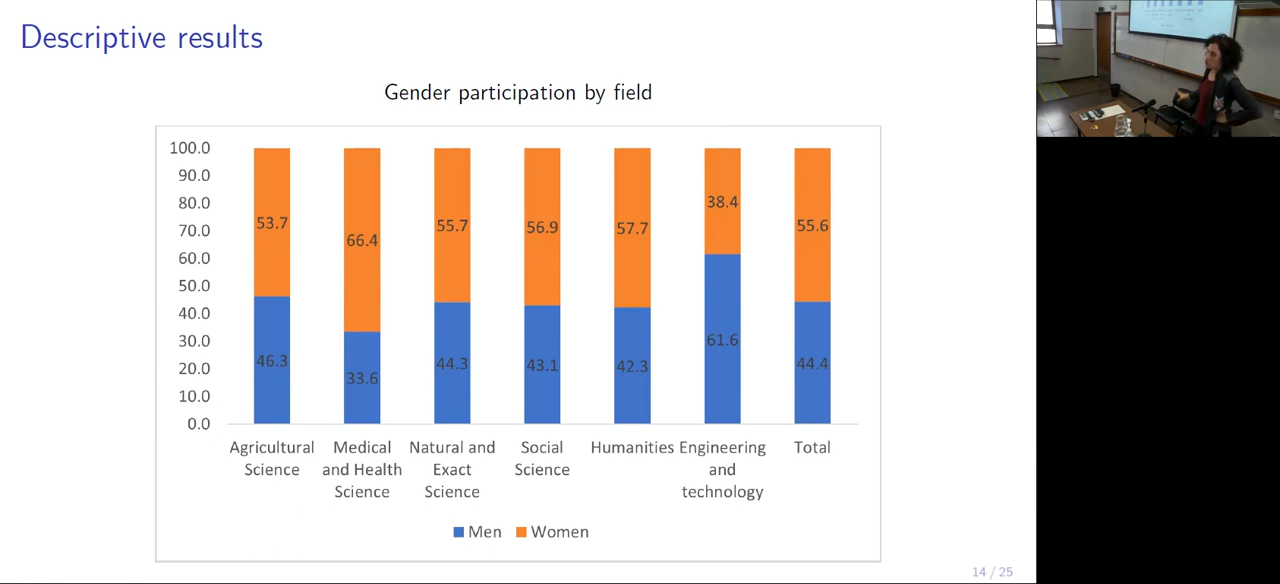 Descriptive results
Gender participation by field
100.0
90.0
80.0
70.0
60.0
50.0
40.0
30.0
20.0
10.0
0.0
53.7 66.4 55.7 56.9 57.7 38.4 55.6
46.3 33.6 44.3 43.1 42.3 61.6 44.4
Agricultural Medical Natural and Social Humanities Engineering Total
Science and Health Exact Science and
Science Science technology
Men Women
14 / 25